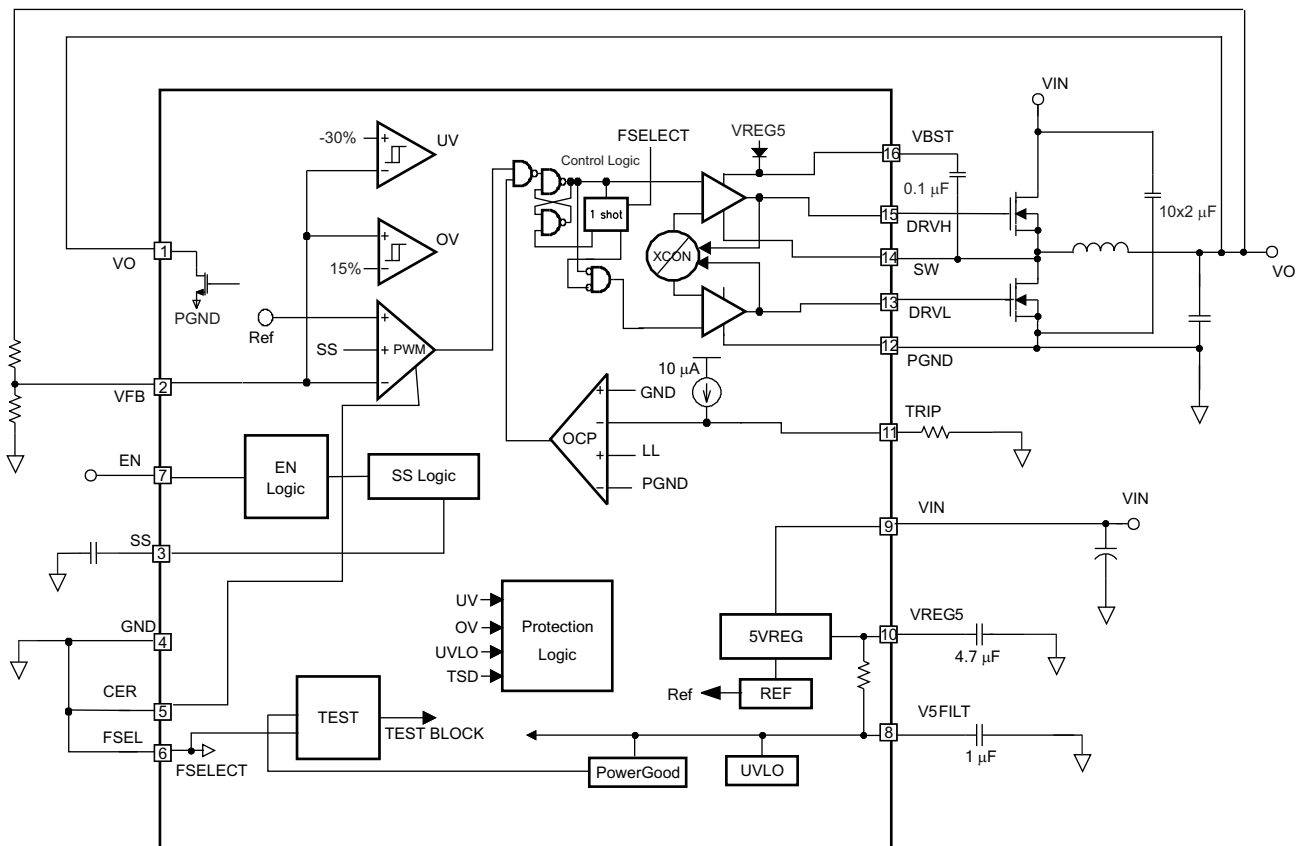 VIN
-30%
+
UV
−
FSELECT
VREG5
VBST
Control Logic
16
0.1 μF
1 shot
15
DRVH
10x2 μF
+
OV
15%
−
XCON
1
VO
14
SW
VO
PGND
13
DRVL
Ref
+
SS
+
PWM
−
12
PGND
2
VFB
10 μA
+
GND
−
OCP
TRIP
11
+
LL
−
PGND
EN
7
EN
Logic
SS Logic
VIN
VIN
9
SS
3
UV
OV
UVLO
TSD
Protection
Logic
GND
4
VREG5
5VREG
10
4.7 μF
Ref
REF
CER
5
TEST
TEST BLOCK
V5FILT
8
1 μF
FSEL
6
FSELECT
PowerGood
UVLO